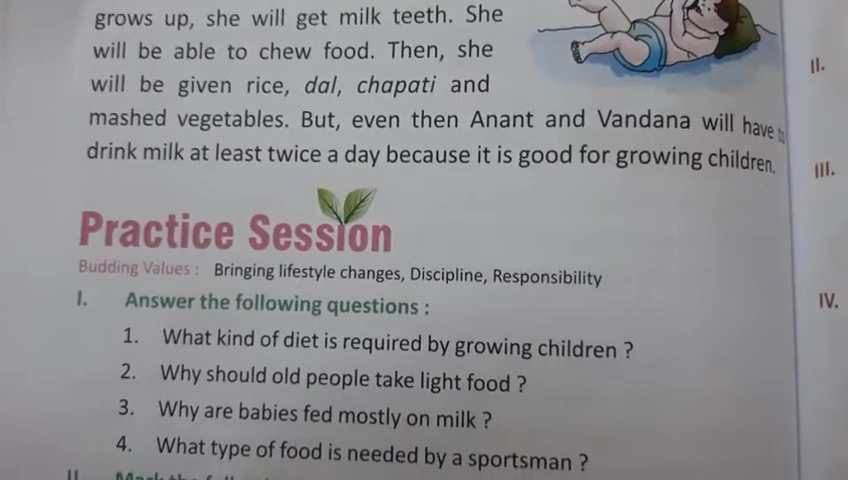 grows up, she will get milk teeth. She
will be able to chew food. Then, she
will be given rice, dal, chapati and
mashed vegetables. But, even then Anant and Vandana will have to
drink milk at least twice a day because it is good for growing children.
Practice Session
Budding Values : Bringing lifestyle changes, Discipline, Responsibility
I. Answer the following questions :
1. What kind of diet is required by growing children ?
2. Why should old people take light food ?
3. Why are babies fed mostly on milk ?
4. What type of food is needed by a sportsman ?
II.
II.
III.
IV.